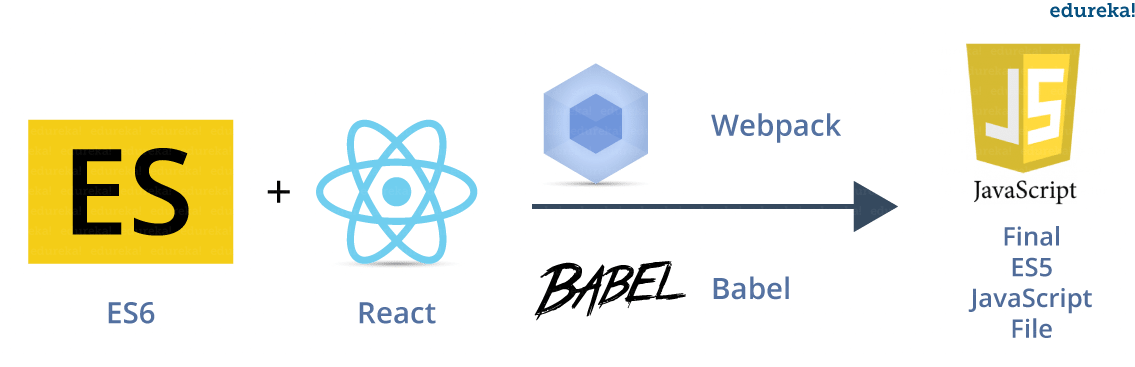 edureka!
ES
+
Webpack
BABEL
Babel
JS
JavaScript
ES6
React
Final
ES5
JavaScript
File